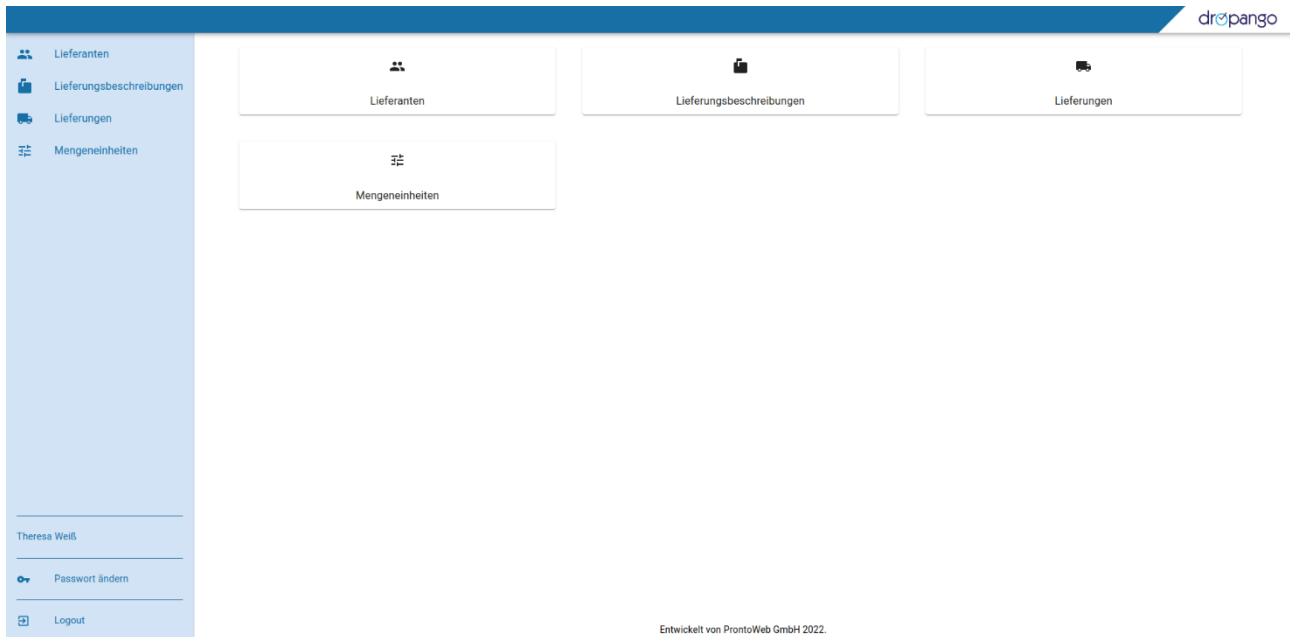 dropango
Lieferanten
Lieferungsbeschreibungen
Lieferungen
Mengeneinheiten
Theresa Weiß
Passwort ändern
Logout
Lieferanten
Lieferungsbeschreibungen
Lieferungen
Mengeneinheiten
Entwickelt von ProntoWeb GmbH 2022.